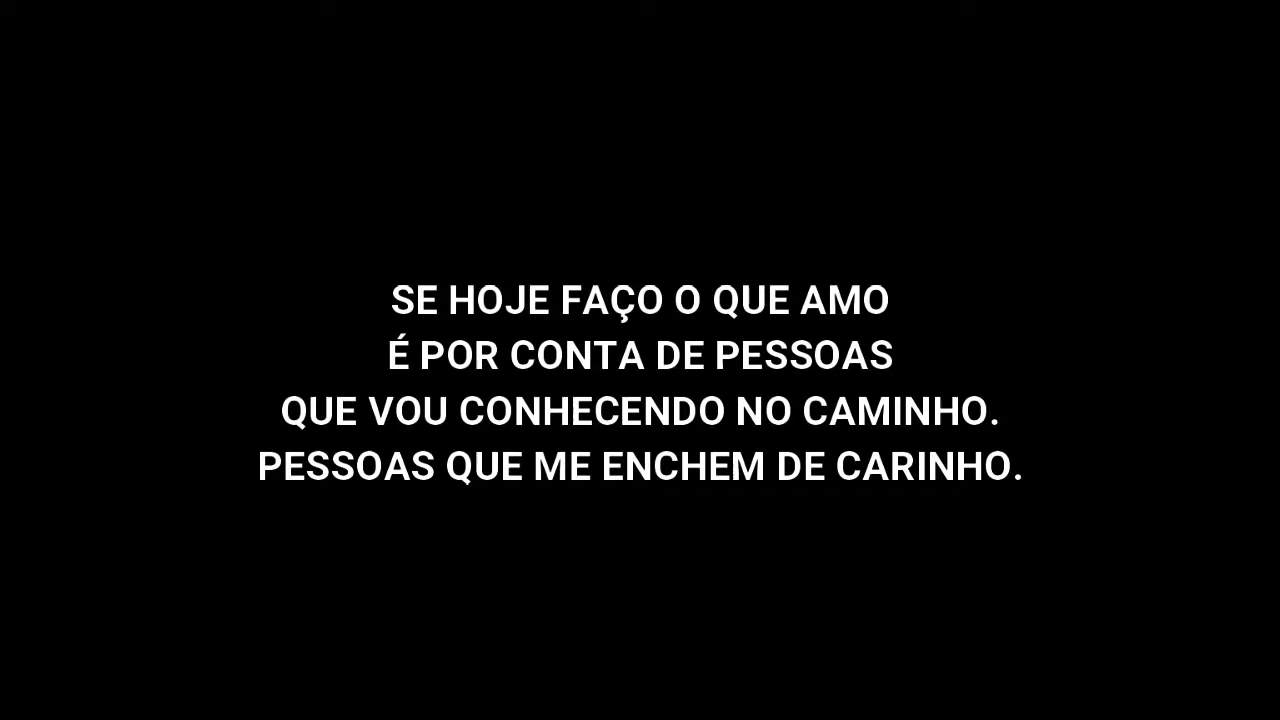 SE HOJE FAÇO O QUE AMO
É POR CONTA DE PESSOAS
QUE VOU CONHECENDO NO CAMINHO.
PESSOAS QUE ME ENCHEM DE CARINHO.